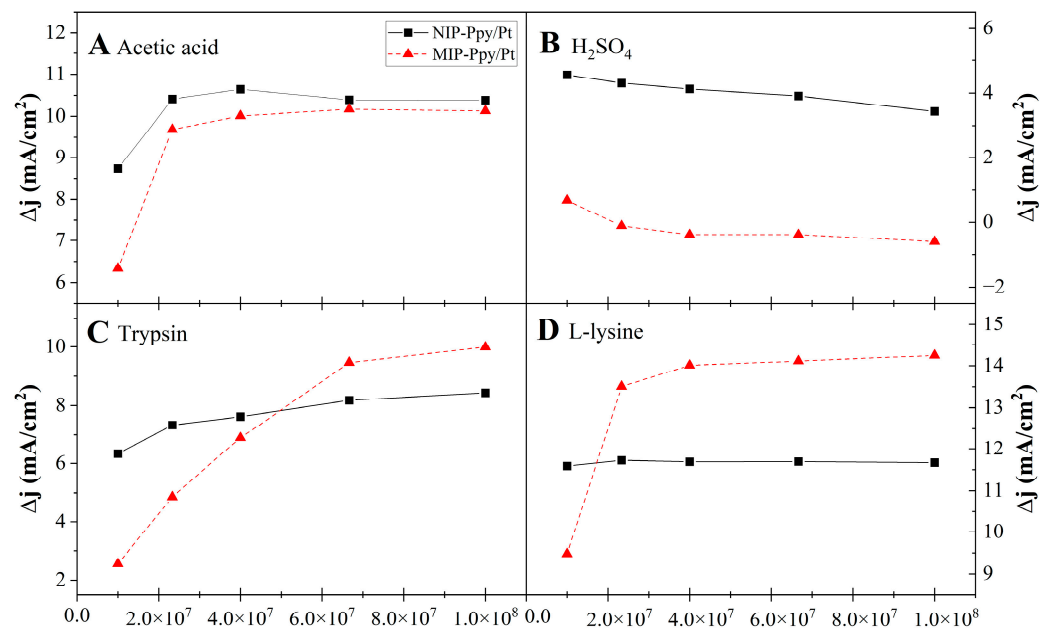 A Acetic acid
NIP-Ppy/Pt
MIP-Ppy/Pt
12
11
10
9
8
7
6
Δj (mA/cm²)
B H₂SO₄
6
4
2
0
−2
Δj (mA/cm²)
C Trypsin
10
8
6
4
2
Δj (mA/cm²)
0.0 2.0×10⁷ 4.0×10⁷ 6.0×10⁷ 8.0×10⁷ 1.0×10⁸
D L-lysine
15
14
13
12
11
10
9
Δj (mA/cm²)
0.0 2.0×10⁷ 4.0×10⁷ 6.0×10⁷ 8.0×10⁷ 1.0×10⁸